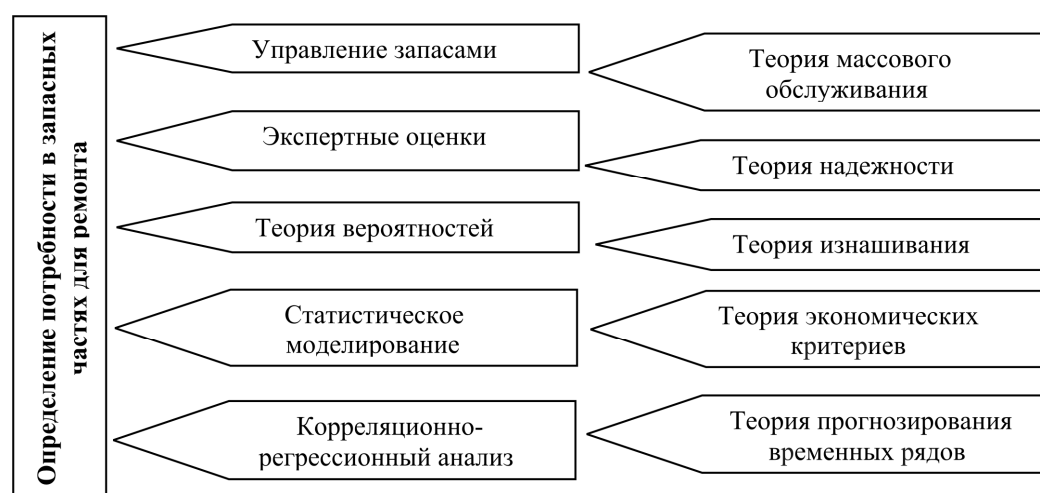 Определение потребности в запасных
частях для ремонта
Управление запасами
Экспертные оценки
Теория вероятностей
Статистическое
моделирование
Корреляционно-
регрессионный анализ
Теория массового
обслуживания
Теория надежности
Теория изнашивания
Теория экономических
критериев
Теория прогнозирования
временных рядов